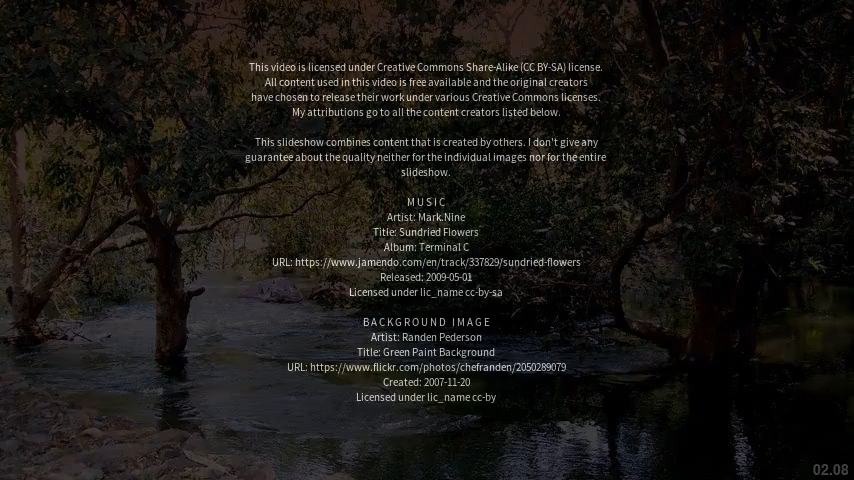 This video is licensed under Creative Commons Share-Alike (CC BY-SA) license.
All content used in this video is free available and the original creators
have chosen to release their work under various Creative Commons licenses.
My attributions go to all the content creators listed below.
This slideshow combines content that is created by others. I don't give any
guarantee about the quality neither for the individual images nor for the entire
slideshow.
MUSIC
Artist: Mark.Nine
Title: Sundried Flowers
Album: Terminal C
URL: https://www.jamendo.com/en/track/337829/sundried-flowers
Released: 2009-05-01
Licensed under lic_name cc-by-sa
BACKGROUND IMAGE
Artist: Randen Pederson
Title: Green Paint Background
URL: https://www.flickr.com/photos/chefranden/2050289079
Created: 2007-11-20
Licensed under lic_name cc-by
02.08